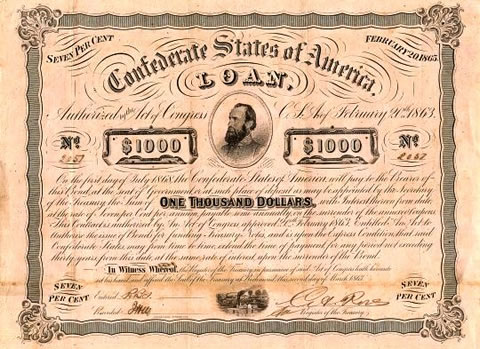 SEVEN PER CENT
FEBRUARY 20, 1863.
Confederate States of America.
LOAN,
Authorized by the Act of Congress C. S. A. of February 20th 1863.
No
No
$1000
$1000
On the first day of July 1868, the Confederate States of America, will pay to the Bearer of
this Bond, at the Seat of Government or at such place of deposit as may be appointed by the Secretary
of the Treasury, the Sum of ONE THOUSAND DOLLARS, with Interest thereon from date
at the rate of Seven per Cent per annum payable semi annually, on the surrender of the annexed Coupons
This Contract is authorized by An Act of Congress approved 20th February 1863, Entitled "An Act to
authorize the issue of Bonds for funding Treasury Notes, and is upon the Express Condition, that said
Confederate States may from time to time, extend the time of payment for any period not exceeding
thirty years from this date, at the same rate of interest upon the surrender of this Bond.
In Witness Whereof, the Register of the Treasury in pursuance of said Act of Congress hath hereunto
set his hand and affixed the Seal of the Treasury at Richmond, this second day of March 1863.
SEVEN
PER CENT
Entered
Recorded
Register of the Treasury.
SEVEN
PER CENT